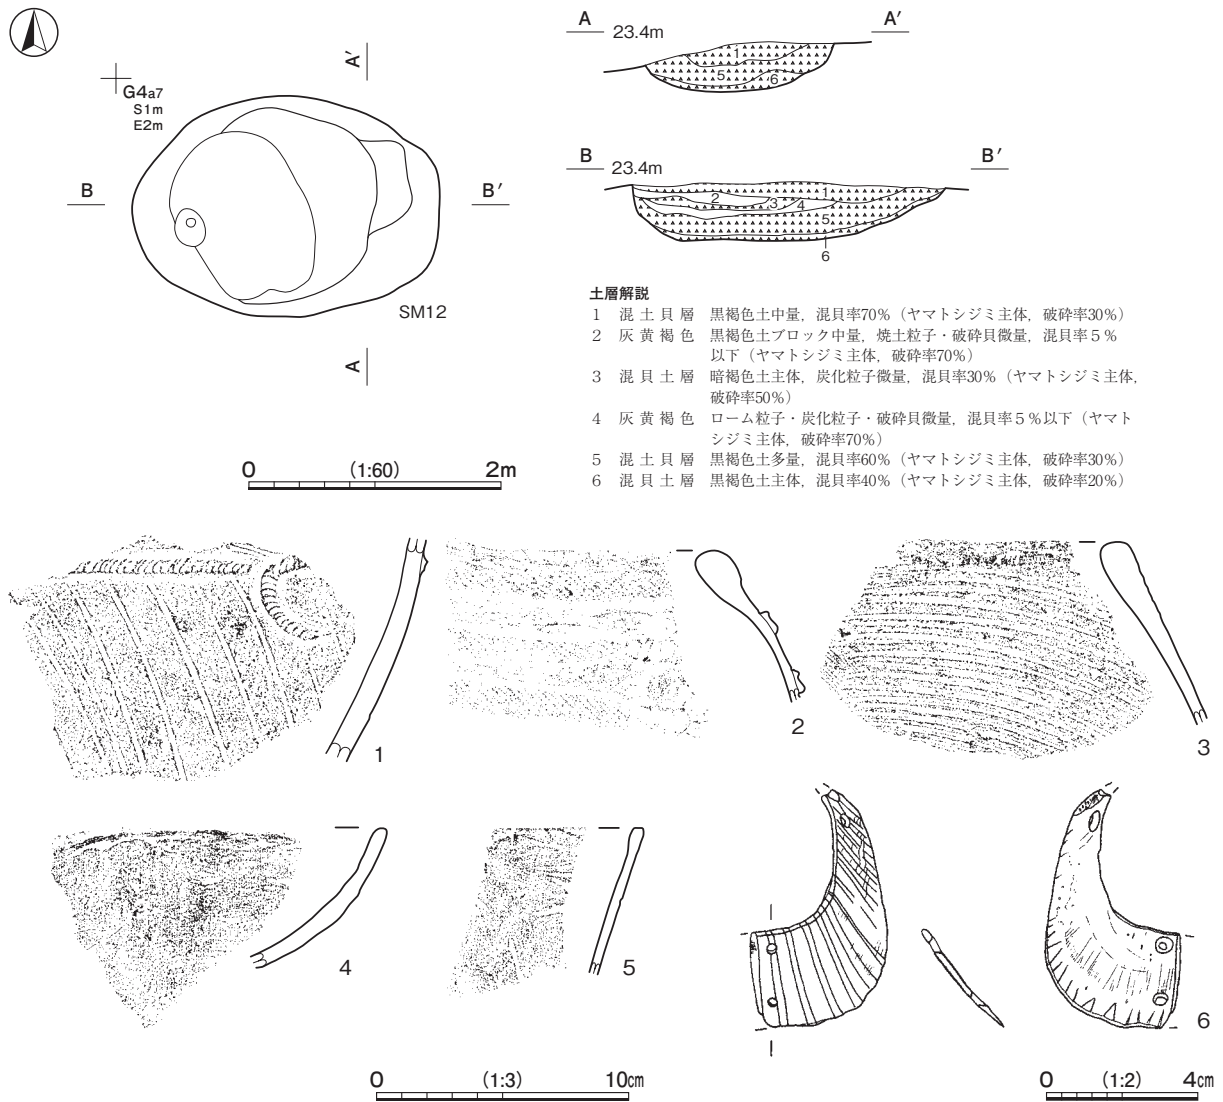 A
23.4m
A′
1
5
6
A′
G4a7
S1m
E2m
B
B′
SM12
A
B
23.4m
B′
1
2
3
4
5
6
土層解説
1 混土貝層 黒褐色土中量，混貝率70%（ヤマトシジミ主体，破砕率30%）
2 灰黄褐色 黒褐色土ブロック中量，焼土粒子・破砕貝微量，混貝率５%
以下（ヤマトシジミ主体，破砕率70%）
3 混貝土層 暗褐色土主体，炭化粒子微量，混貝率30%（ヤマトシジミ主体，
破砕率50%）
4 灰黄褐色 ローム粒子・炭化粒子・破砕貝微量，混貝率５%以下（ヤマト
シジミ主体，破砕率70%）
5 混土貝層 黒褐色土多量，混貝率60%（ヤマトシジミ主体，破砕率30%）
6 混貝土層 黒褐色土主体，混貝率40%（ヤマトシジミ主体，破砕率20%）
0 (1:60) 2m
1
2
3
4
5
6
0 (1:3) 10㎝
0 (1:2) 4㎝